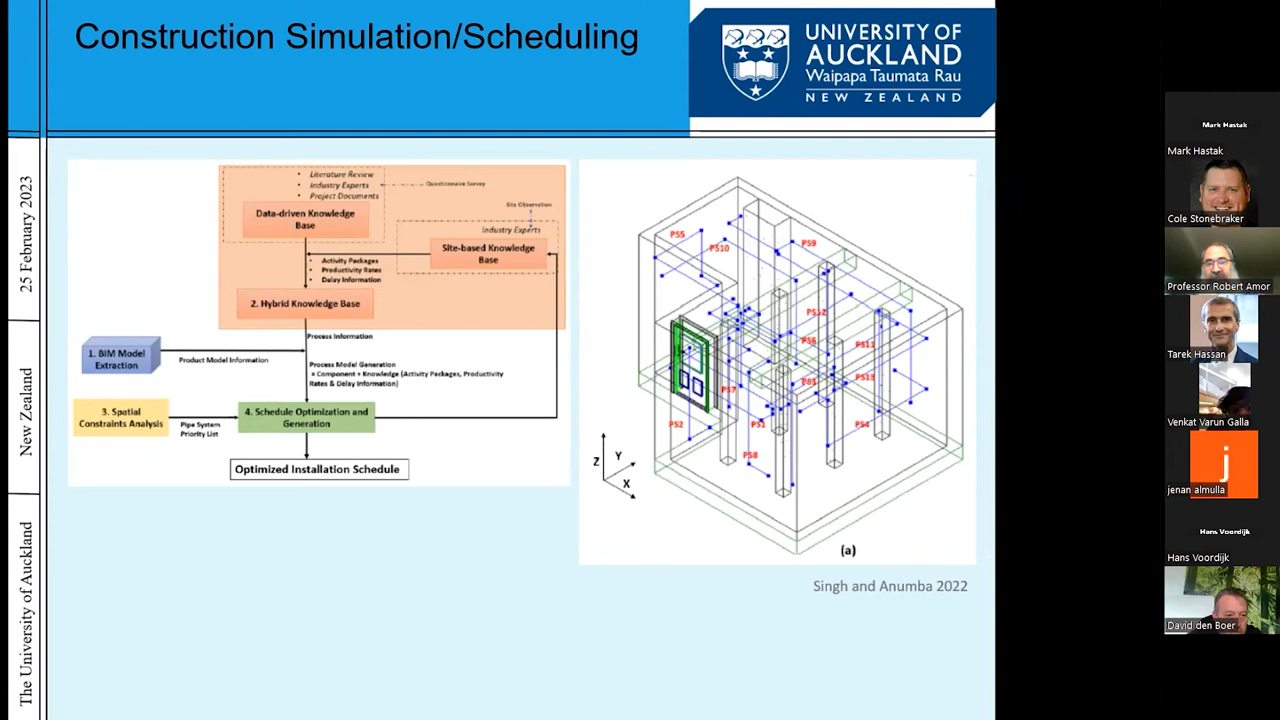 Construction Simulation/Scheduling
UNIVERSITY OF
AUCKLAND
Waipapa Taumata Rau
NEW ZEALAND
25 February 2023
New Zealand
The University of Auckland
• Literature Review
• Industry Experts
• Project Documents
Questionnaire Survey
Data-driven Knowledge
Base
Site Observation
Industry Experts
Site-based Knowledge
Base
• Activity Packages
• Productivity Rates
• Delay Information
2. Hybrid Knowledge Base
Process Information
1. BIM Model
Extraction
Product Model Information
Process Model Generation
= Component + Knowledge (Activity Packages, Productivity
Rates & Delay Information)
3. Spatial
Constraints Analysis
Pipe System
Priority List
4. Schedule Optimization and
Generation
Optimized Installation Schedule
PS5
PS10
PS9
PS12
PS6
PS11
PS7
PS13
PS2
PS1
PS4
PS8
Z
Y
X
(a)
Singh and Anumba 2022
Mark Hastak
Mark Hastak
Cole Stonebraker
Professor Robert Amor
Tarek Hassan
Venkat Varun Galla
j
jenan almulla
Hans Voordijk
Hans Voordijk
David den Boer